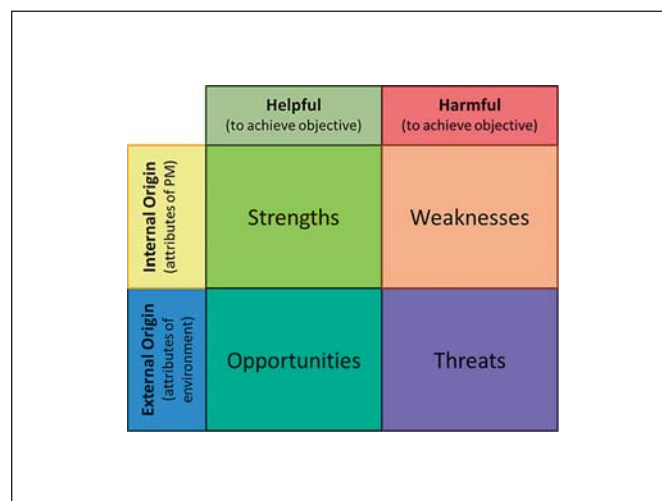 Helpful
(to achieve objective)
Harmful
(to achieve objective)
Internal Origin
(attributes of PM)
Strengths
Weaknesses
External Origin
(attributes of
environment)
Opportunities
Threats